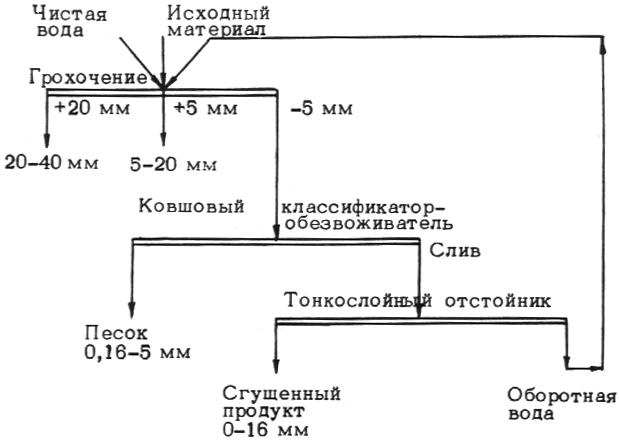 Чистая вода
Исходный материал
Грохочение
+20 мм
+5 мм
-5 мм
20-40 мм
5-20 мм
Ковшовый классификатор-
обезвоживатель
Слив
Тонкослойный отстойник
Песок
0,16-5 мм
Сгущенный
продукт
0-16 мм
Оборотная
вода